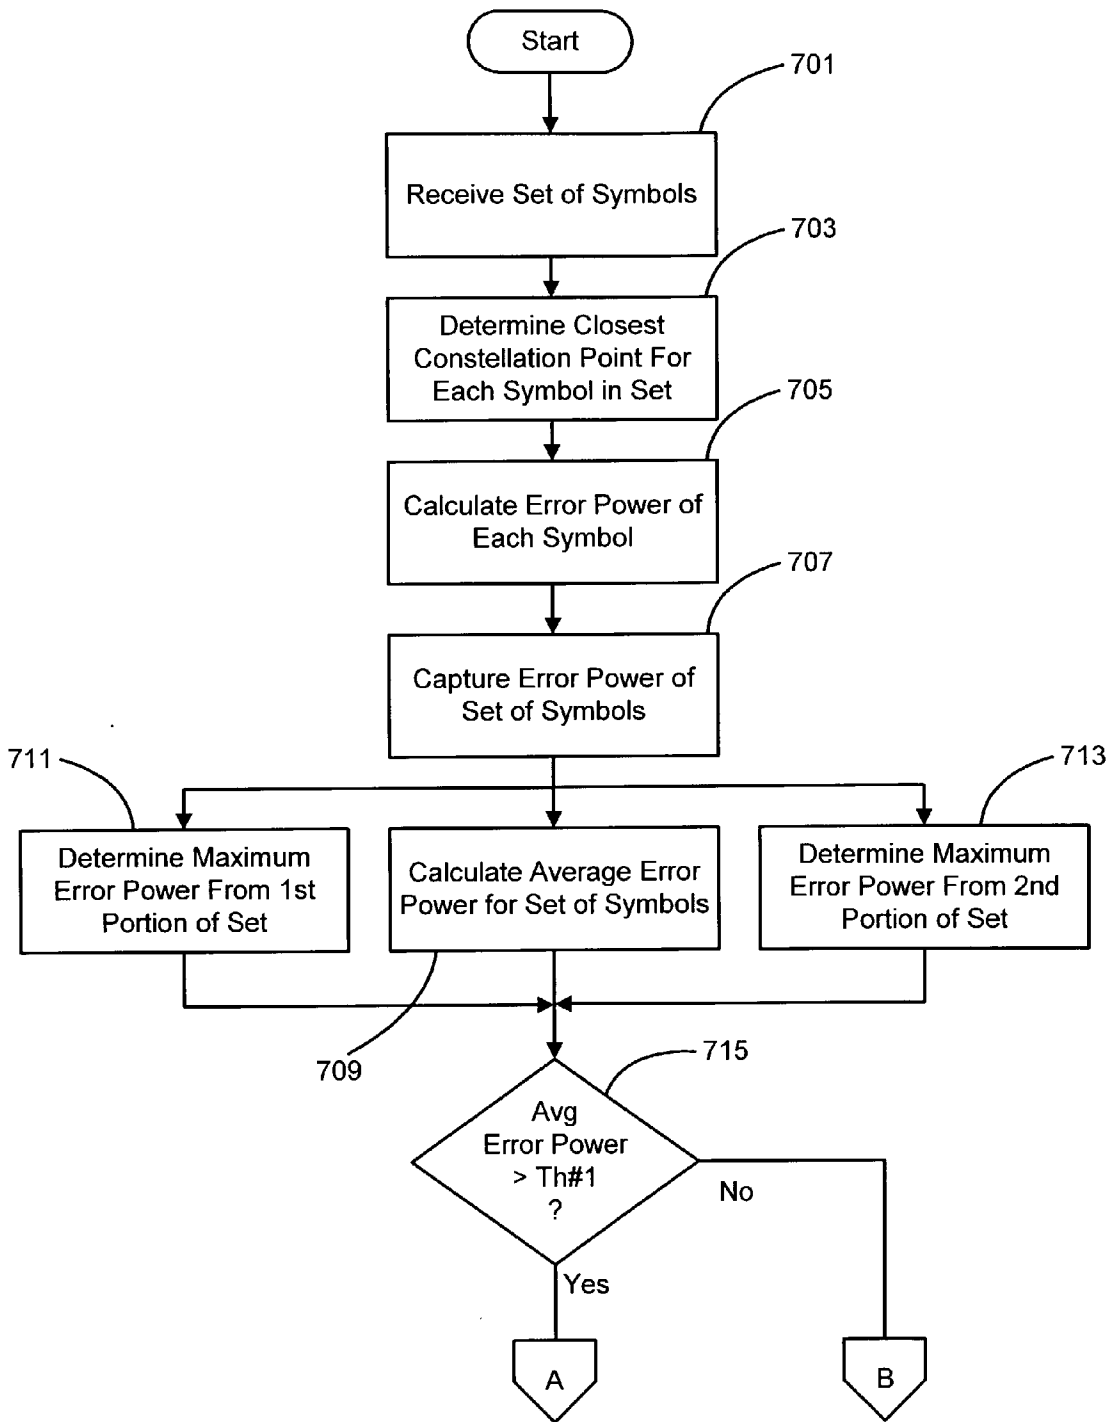 Start
701
Receive Set of Symbols
703
Determine Closest
Constellation Point For
Each Symbol in Set
705
Calculate Error Power of
Each Symbol
707
Capture Error Power of
Set of Symbols
711
713
Determine Maximum
Error Power From 1st
Portion of Set
Calculate Average Error
Power for Set of Symbols
Determine Maximum
Error Power From 2nd
Portion of Set
709
715
Avg
Error Power
> Th#1
?
No
Yes
A
B